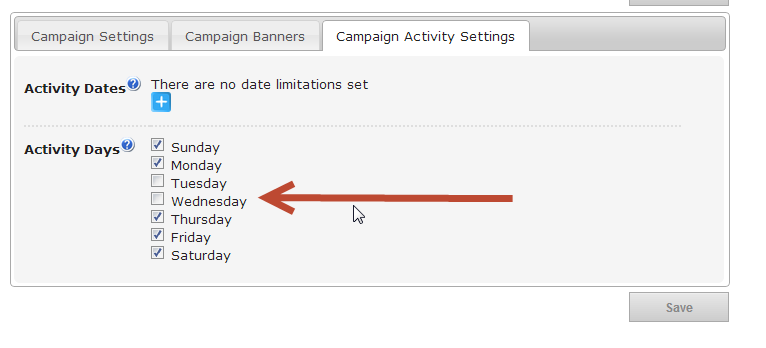 Campaign Settings
Campaign Banners
Campaign Activity Settings
Activity Dates ?
There are no date limitations set
+
Activity Days ?
Sunday
Monday
Tuesday
Wednesday
Thursday
Friday
Saturday
Save